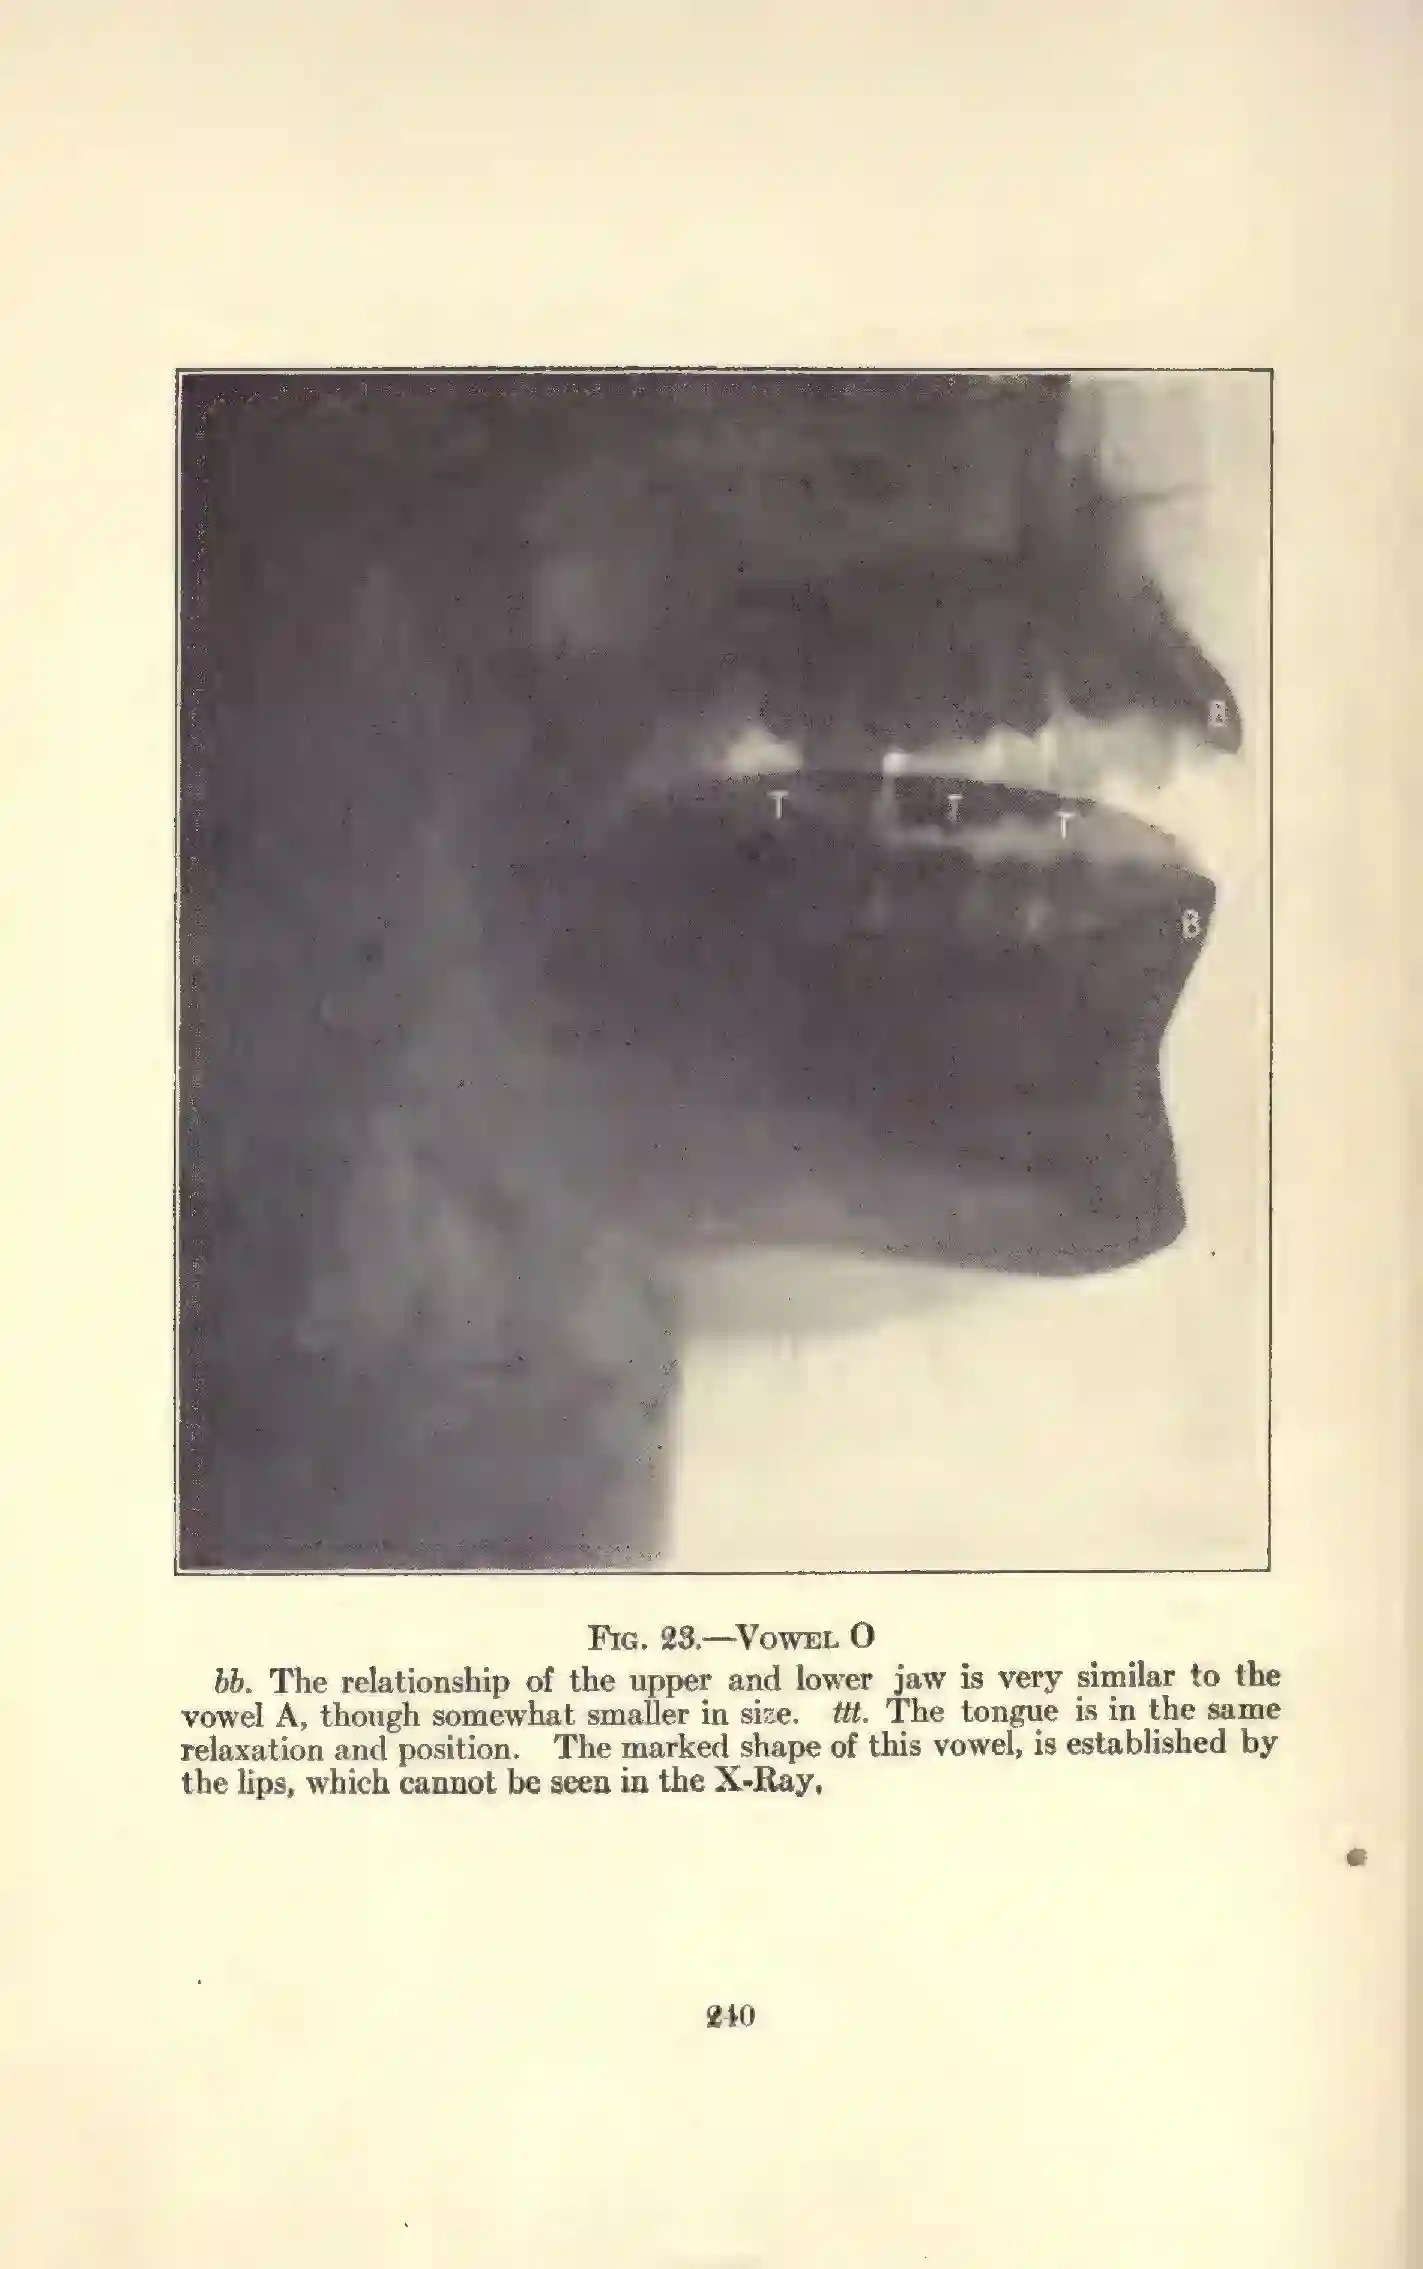 T T T
B
FIG. 23.—VOWEL O
bb. The relationship of the upper and lower jaw is very similar to the
vowel A, though somewhat smaller in size. ttt. The tongue is in the same
relaxation and position. The marked shape of this vowel, is established by
the lips, which cannot be seen in the X-Ray.
240